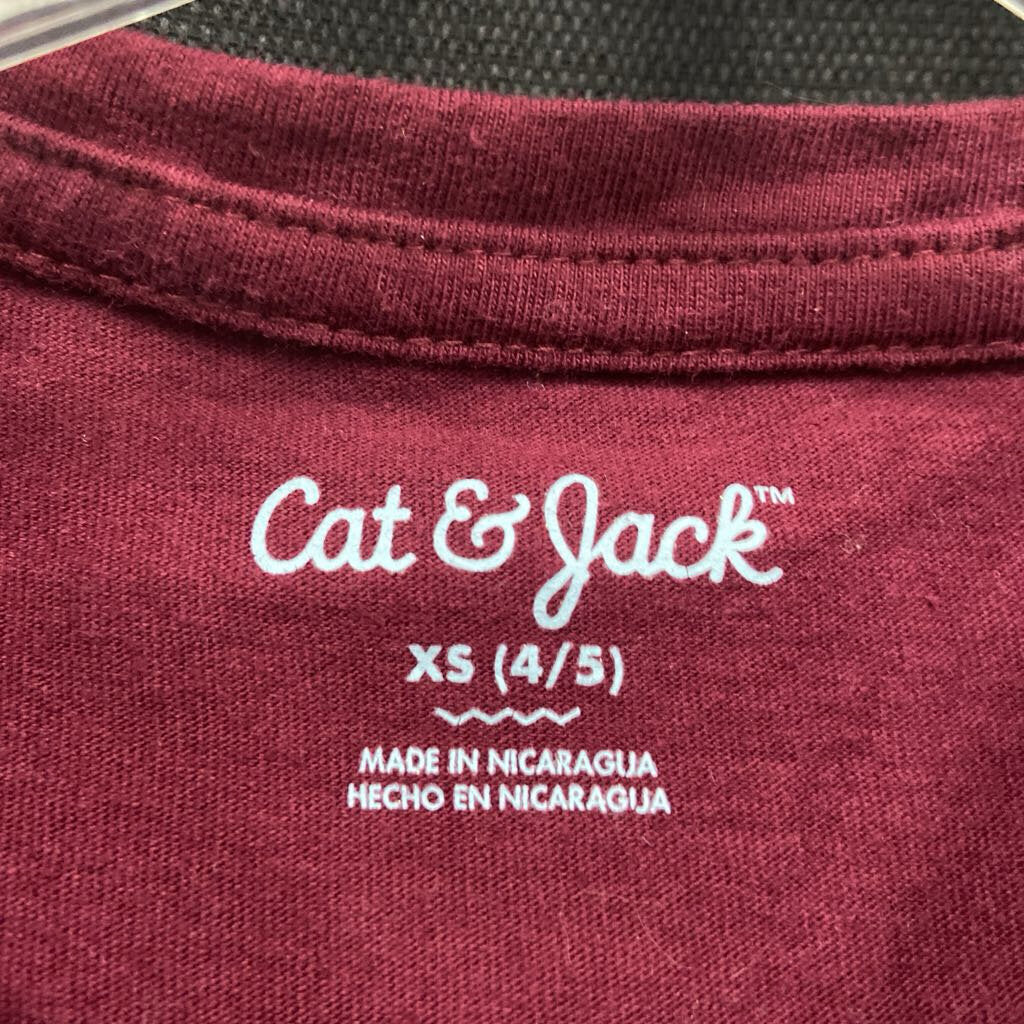 Cat & Jack™
XS (4/5)
MADE IN NICARAGUA
HECHO EN NICARAGUA